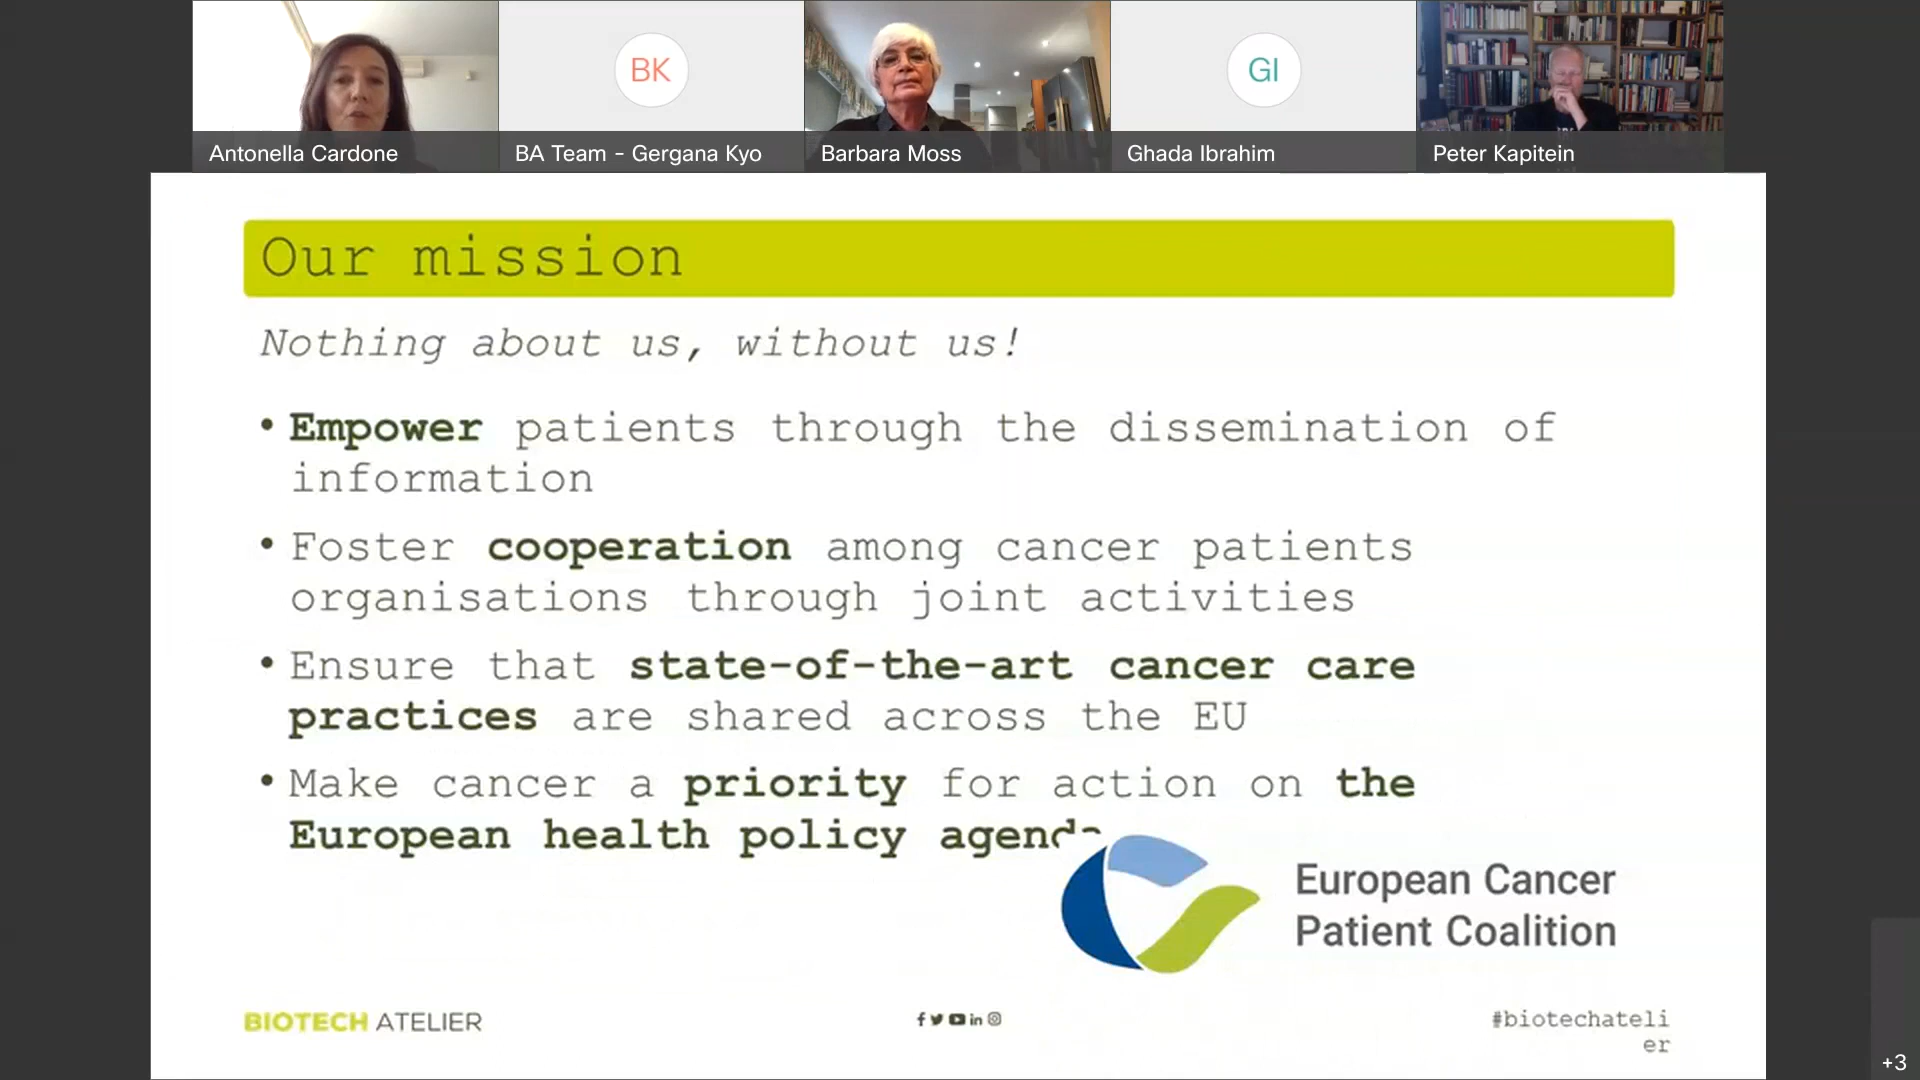 BK
GI
Antonella Cardone
BA Team - Gergana Kyo
Barbara Moss
Ghada Ibrahim
Peter Kapitein
Our mission
Nothing about us, without us!
• Empower patients through the dissemination of
information
• Foster cooperation among cancer patients
organisations through joint activities
• Ensure that state-of-the-art cancer care
practices are shared across the EU
• Make cancer a priority for action on the
European health policy agenda
European Cancer
Patient Coalition
BIOTECH ATELIER
#biotechateli
er
+3